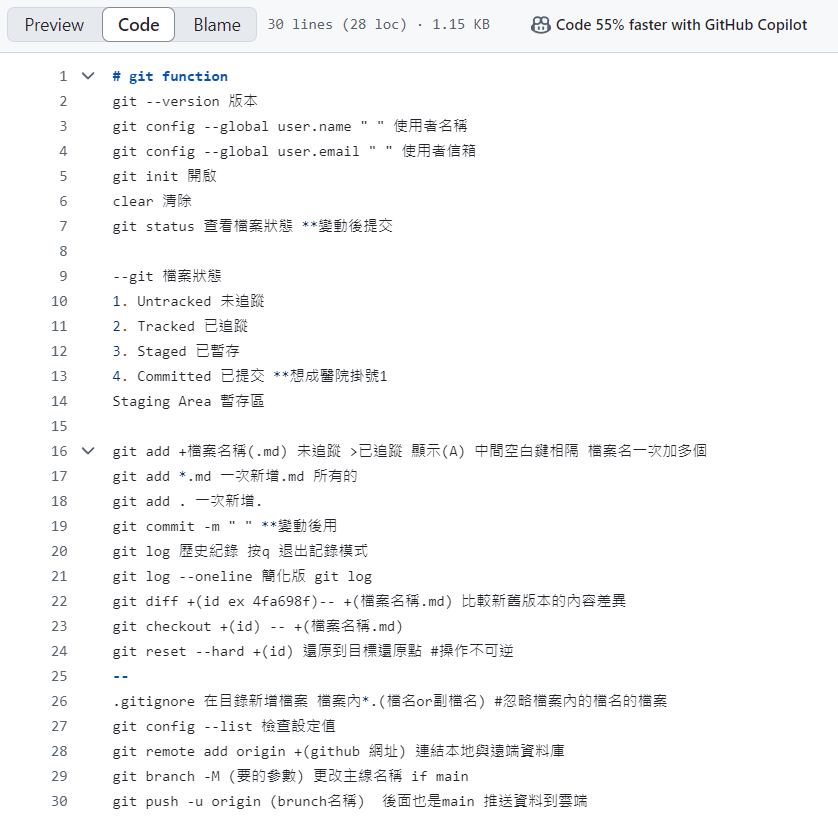 Preview Code Blame 30 lines (28 loc) · 1.15 KB Code 55% faster with GitHub Copilot
1 # git function
2 git --version 版本
3 git config --global user.name " " 使用者名稱
4 git config --global user.email " " 使用者信箱
5 git init 開啟
6 clear 清除
7 git status 查看檔案狀態 **變動後提交
8
9 --git 檔案狀態
10 1. Untracked 未追蹤
11 2. Tracked 已追蹤
12 3. Staged 已暫存
13 4. Committed 已提交 **想成醫院掛號1
14 Staging Area 暫存區
15
16 git add +檔案名稱(.md) 未追蹤 >已追蹤 顯示(A) 中間空白鍵相隔 檔案名一次加多個
17 git add *.md 一次新增.md 所有的
18 git add . 一次新增.
19 git commit -m " " **變動後用
20 git log 歷史紀錄 按q 退出記錄模式
21 git log --oneline 簡化版 git log
22 git diff +(id ex 4fa698f)-- +(檔案名稱.md) 比較新舊版本的內容差異
23 git checkout +(id) -- +(檔案名稱.md)
24 git reset --hard +(id) 還原到目標還原點 #操作不可逆
25 --
26 .gitignore 在目錄新增檔案 檔案內*.(檔名or副檔名) #忽略檔案內的檔名的檔案
27 git config --list 檢查設定值
28 git remote add origin +(github 網址) 連結本地與遠端資料庫
29 git branch -M (要的參數) 更改主線名稱 if main
30 git push -u origin (brunch名稱) 後面也是main 推送資料到雲端